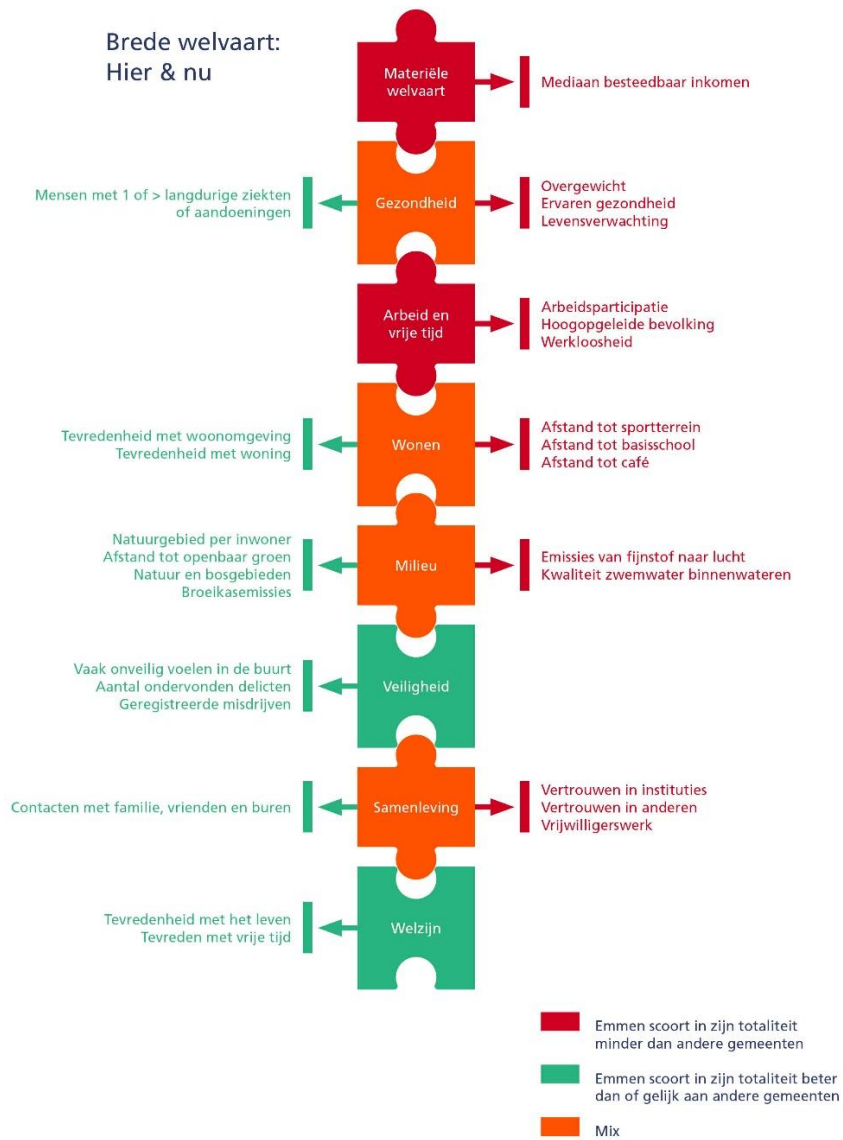 Brede welvaart:
Hier & nu
Materiële
welvaart
Mediaan besteedbaar inkomen
Mensen met 1 of > langdurige ziekten
of aandoeningen
Gezondheid
Overgewicht
Ervaren gezondheid
Levensverwachting
Arbeid en
vrije tijd
Arbeidsparticipatie
Hoogopgeleide bevolking
Werkloosheid
Tevredenheid met woonomgeving
Tevredenheid met woning
Wonen
Afstand tot sportterrein
Afstand tot basisschool
Afstand tot café
Natuurgebied per inwoner
Afstand tot openbaar groen
Natuur en bosgebieden
Broeikasemissies
Milieu
Emissies van fijnstof naar lucht
Kwaliteit zwemwater binnenwateren
Vaak onveilig voelen in de buurt
Aantal ondervonden delicten
Geregistreerde misdrijven
Veiligheid
Contacten met familie, vrienden en buren
Samenleving
Vertrouwen in instituties
Vertrouwen in anderen
Vrijwilligerswerk
Tevredenheid met het leven
Tevreden met vrije tijd
Welzijn
Emmen scoort in zijn totaliteit
minder dan andere gemeenten
Emmen scoort in zijn totaliteit beter
dan of gelijk aan andere gemeenten
Mix